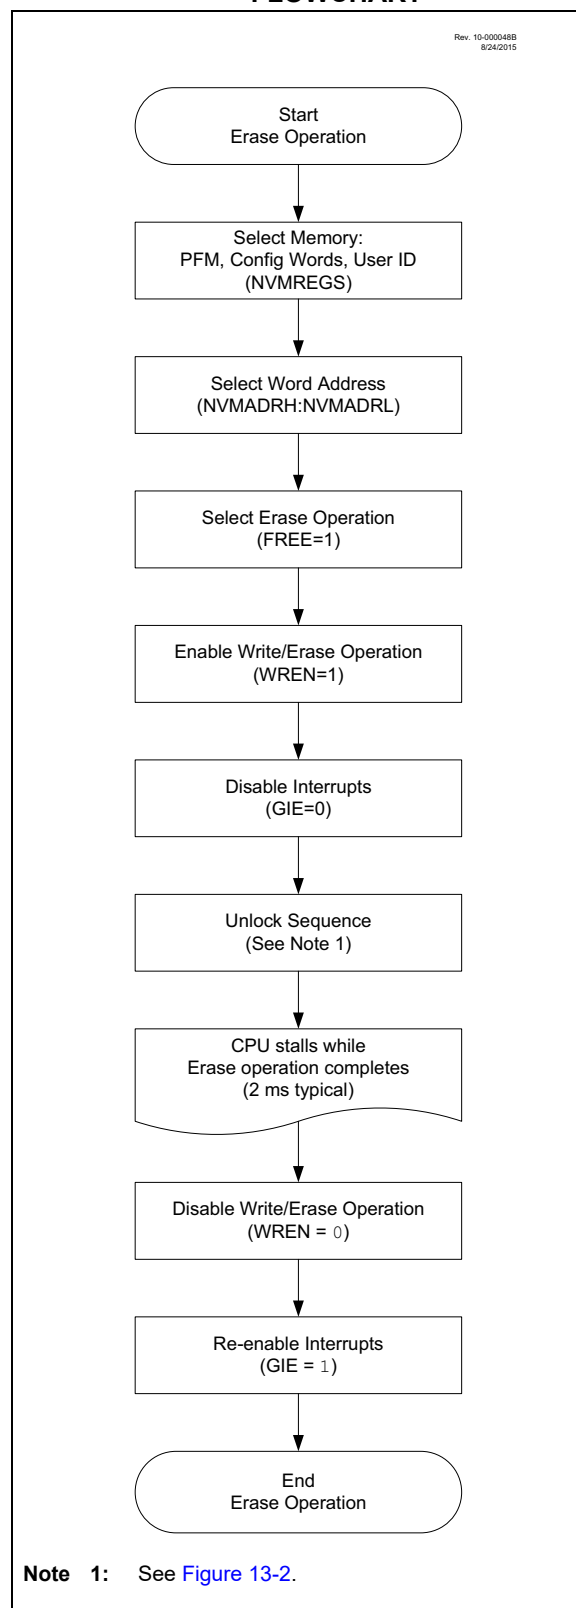 FLOWCHART
Rev. 10-000048B
8/24/2015
Start
Erase Operation
Select Memory:
PFM, Config Words, User ID
(NVMREGS)
Select Word Address
(NVMADRH:NVMADRL)
Select Erase Operation
(FREE=1)
Enable Write/Erase Operation
(WREN=1)
Disable Interrupts
(GIE=0)
Unlock Sequence
(See Note 1)
CPU stalls while
Erase operation completes
(2 ms typical)
Disable Write/Erase Operation
(WREN = 0)
Re-enable Interrupts
(GIE = 1)
End
Erase Operation
Note 1: See Figure 13-2.